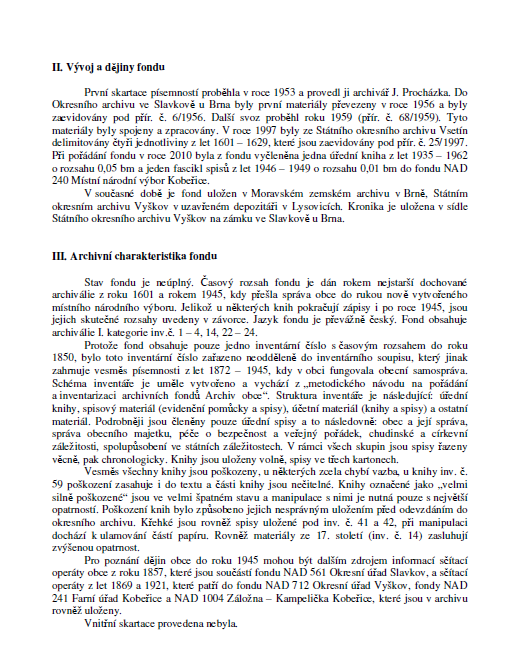 II. Vývoj a dějiny fondu
První skartace písemností proběhla v roce 1953 a provedl ji archivář J. Procházka. Do
Okresního archivu ve Slavkově u Brna byly první materiály převezeny v roce 1956 a byly
zaevidovány pod přír. č. 6/1956. Další svoz proběhl roku 1959 (přír. č. 68/1959). Tyto
materiály byly spojeny a zpracovány. V roce 1997 byly ze Státního okresního archivu Vsetín
delimitovány čtyři jednotliviny z let 1601 – 1629, které jsou zaevidovány pod přír. č. 25/1997.
Při pořádání fondu v roce 2010 byla z fondu vyčleněna jedna úřední kniha z let 1935 – 1962
o rozsahu 0,05 bm a jeden fascikl spisů z let 1946 – 1949 o rozsahu 0,01 bm do fondu NAD
240 Místní národní výbor Kobeřice.
V současné době je fond uložen v Moravském zemském archivu v Brně, Státním
okresním archivu Vyškov v uzavřeném depozitáři v Lysovicích. Kronika je uložena v sídle
Státního okresního archivu Vyškov na zámku ve Slavkově u Brna.
III. Archivní charakteristika fondu
Stav fondu je neúplný. Časový rozsah fondu je dán rokem nejstarší dochované
archiválie z roku 1601 a rokem 1945, kdy přešla správa obce do rukou nově vytvořeného
místního národního výboru. Jelikož u některých knih pokračují zápisy i po roce 1945, jsou
jejich skutečné rozsahy uvedeny v závorce. Jazyk fondu je převážně český. Fond obsahuje
archiválie I. kategorie inv.č. 1 – 4, 14, 22 – 24.
Protože fond obsahuje pouze jedno inventární číslo s časovým rozsahem do roku
1850, bylo toto inventární číslo zařazeno neodděleně do inventárního soupisu, který jinak
zahrnuje vesměs písemnosti z let 1872 – 1945, kdy v obci fungovala obecní samospráva.
Schéma inventáře je uměle vytvořeno a vychází z „metodického návodu na pořádání
a inventarizaci archivních fondů Archiv obce“. Struktura inventáře je následující: úřední
knihy, spisový materiál (evidenční pomůcky a spisy), účetní materiál (knihy a spisy) a ostatní
materiál. Podrobněji jsou členěny pouze úřední spisy a to následovně: obec a její správa,
správa obecního majetku, péče o bezpečnost a veřejný pořádek, chudinské a církevní
záležitosti, spolupůsobení ve státních záležitostech. V rámci všech skupin jsou spisy řazeny
věcně, pak chronologicky. Knihy jsou uloženy volně, spisy ve třech kartonech.
Vesměs všechny knihy jsou poškozeny, u některých zcela chybí vazba, u knihy inv. č.
59 poškození zasahuje i do textu a části knihy jsou nečitelné. Knihy označené jako „velmi
silně poškozené“ jsou ve velmi špatném stavu a manipulace s nimi je nutná pouze s největší
opatrností. Poškození knih bylo způsobeno jejich nesprávným uložením před odevzdáním do
okresního archivu. Křehké jsou rovněž spisy uložené pod inv. č. 41 a 42, při manipulaci
dochází k ulamování částí papíru. Rovněž materiály ze 17. století (inv. č. 14) zasluhují
zvýšenou opatrnost.
Pro poznání dějin obce do roku 1945 mohou být dalším zdrojem informací sčítací
operáty obce z roku 1857, které jsou součástí fondu NAD 561 Okresní úřad Slavkov, a sčítací
operáty z let 1869 a 1921, které patří do fondu NAD 712 Okresní úřad Vyškov, fondy NAD
241 Farní úřad Kobeřice a NAD 1004 Záložna – Kampelička Kobeřice, které jsou v archivu
rovněž uloženy.
Vnitřní skartace provedena nebyla.